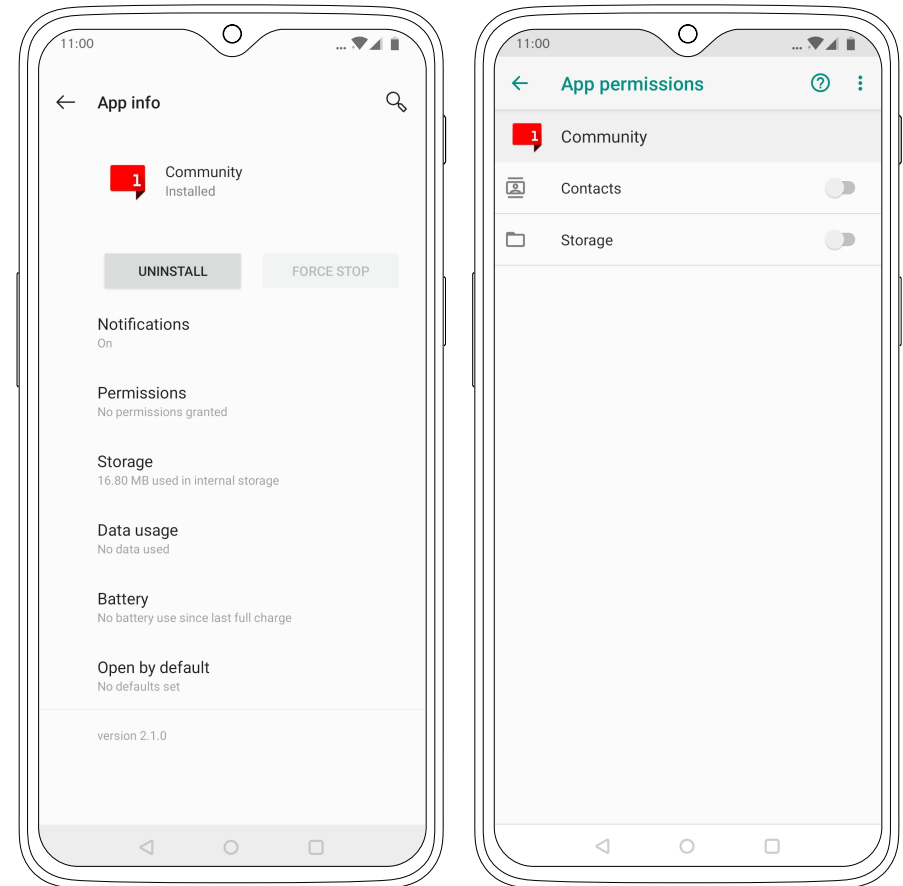 11:00
App info
1
Community
Installed
UNINSTALL
FORCE STOP
Notifications
On
Permissions
No permissions granted
Storage
16.80 MB used in internal storage
Data usage
No data used
Battery
No battery use since last full charge
Open by default
No defaults set
version 2.1.0
11:00
App permissions
?
1
Community
Contacts
Storage